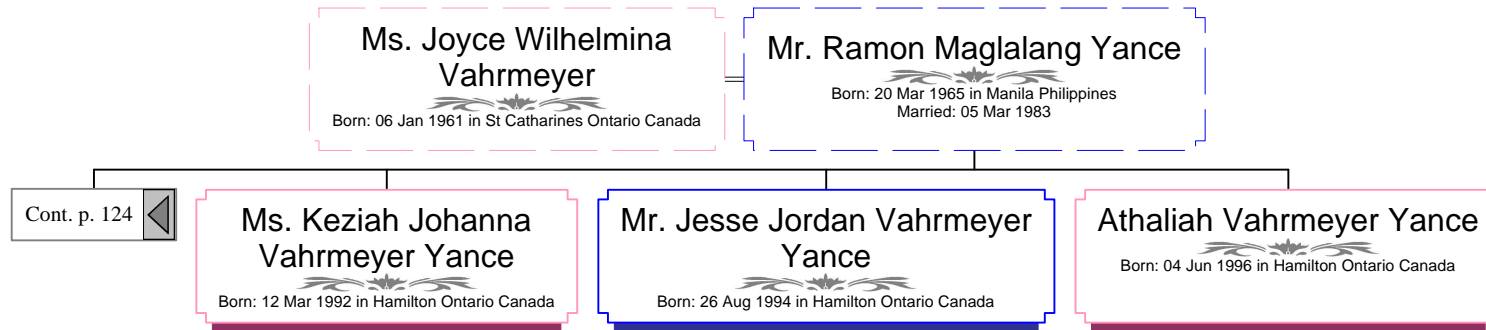 Ms. Joyce Wilhelmina
Vahrmeyer
Born: 06 Jan 1961 in St Catharines Ontario Canada
Mr. Ramon Maglalang Yance
Born: 20 Mar 1965 in Manila Philippines
Married: 05 Mar 1983
Cont. p. 124
Ms. Keziah Johanna
Vahrmeyer Yance
Born: 12 Mar 1992 in Hamilton Ontario Canada
Mr. Jesse Jordan Vahrmeyer
Yance
Born: 26 Aug 1994 in Hamilton Ontario Canada
Athaliah Vahrmeyer Yance
Born: 04 Jun 1996 in Hamilton Ontario Canada